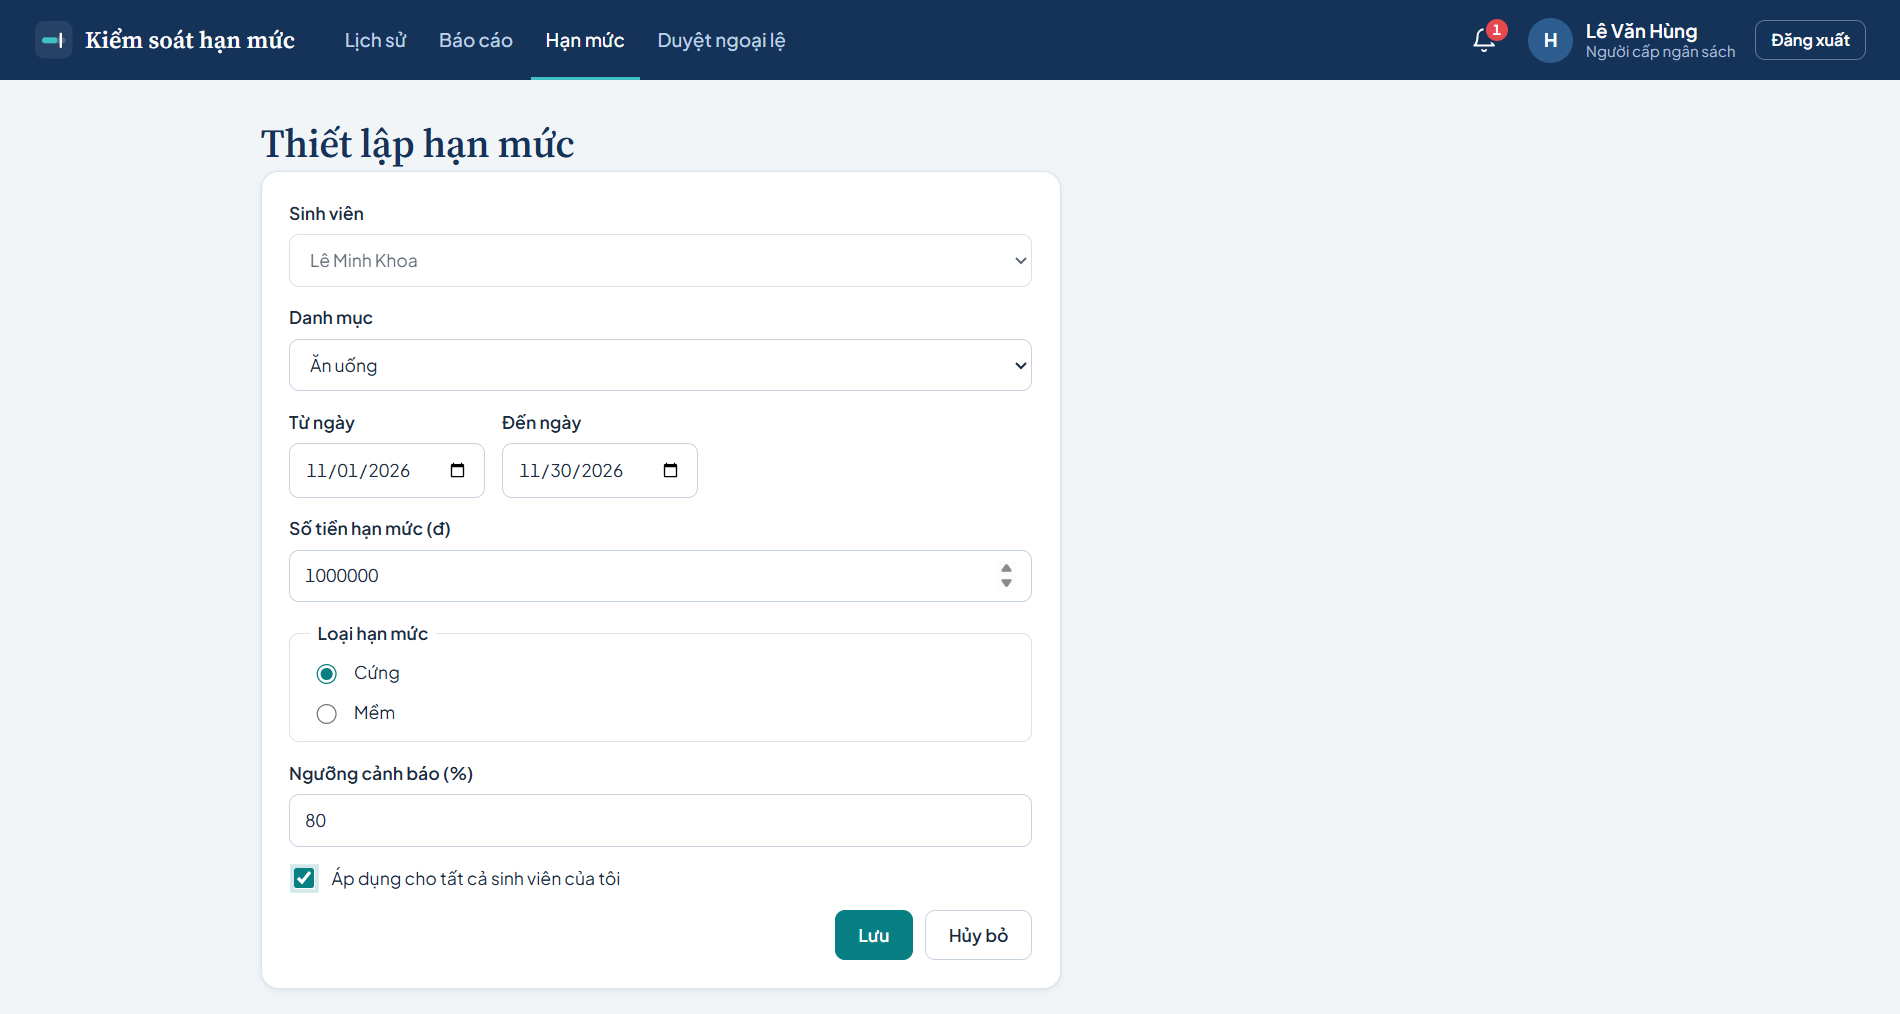 Kiểm soát hạn mức
Lịch sử
Báo cáo
Hạn mức
Duyệt ngoại lệ
1
H
Lê Văn Hùng
Người cấp ngân sách
Đăng xuất
Thiết lập hạn mức
Sinh viên
Lê Minh Khoa
Danh mục
Ăn uống
Từ ngày
Đến ngày
11/01/2026
11/30/2026
Số tiền hạn mức (đ)
1000000
Loại hạn mức
Cứng
Mềm
Ngưỡng cảnh báo (%)
80
Áp dụng cho tất cả sinh viên của tôi
Lưu
Hủy bỏ